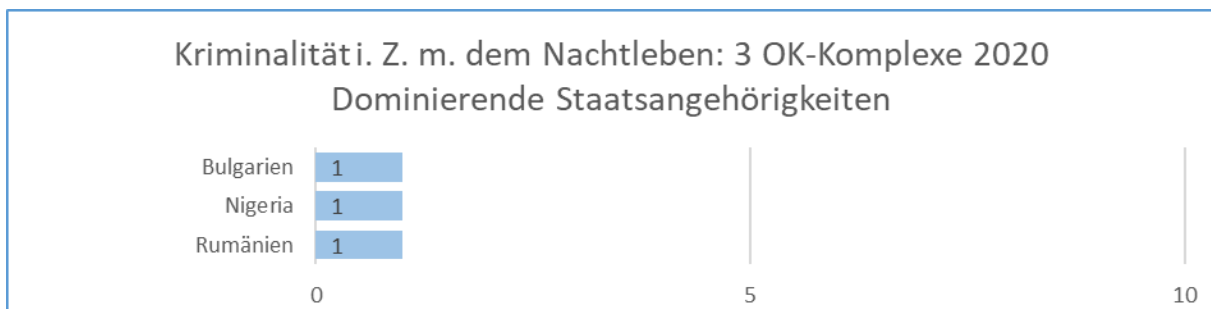 Kriminalität i. Z. m. dem Nachtleben: 3 OK-Komplexe 2020
Dominierende Staatsangehörigkeiten
Bulgarien 1
Nigeria 1
Rumänien 1
0 5 10